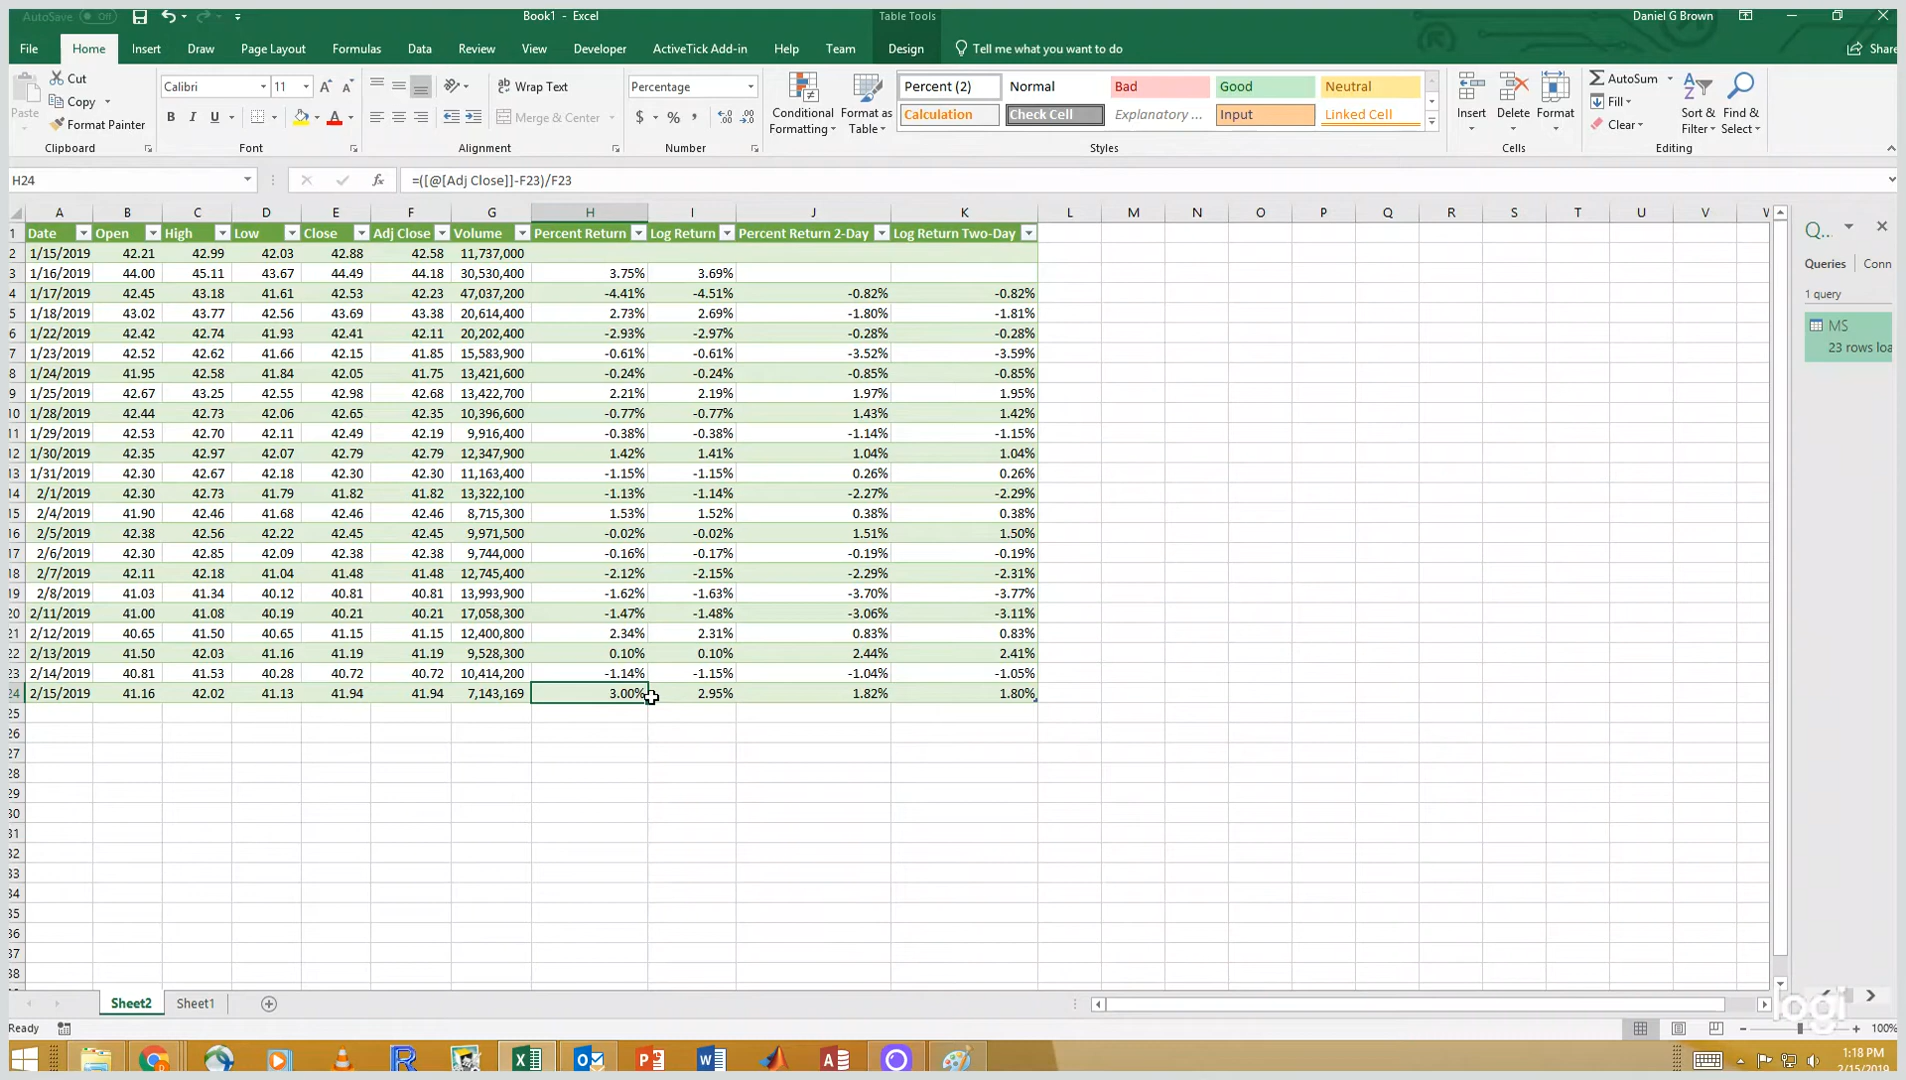 AutoSave Off Book1 - Excel Table Tools Daniel G Brown
File Home Insert Draw Page Layout Formulas Data Review View Developer ActiveTick Add-in Help Team Design Tell me what you want to do Share
Cut
Copy
Format Painter
Paste
Clipboard
Calibri 11 A A
B I U A
Font
Wrap Text
Merge & Center
Alignment
Percentage
$ % ,
Number
Conditional Formatting
Format as Table
Percent (2) Normal Bad Good Neutral
Calculation Check Cell Explanatory ... Input Linked Cell
Styles
Insert Delete Format
Cells
AutoSum
Fill
Clear
Sort & Filter
Find & Select
Editing
H24 fx =([@[Adj Close]]-F23)/F23
A B C D E F G H I J K L M N O P Q R S T U V W
1 Date Open High Low Close Adj Close Volume Percent Return Log Return Percent Return 2-Day Log Return Two-Day
2 1/15/2019 42.21 42.99 42.03 42.88 42.58 11,737,000
3 1/16/2019 44.00 45.11 43.67 44.49 44.18 30,530,400 3.75% 3.69%
4 1/17/2019 42.45 43.18 41.61 42.53 42.23 47,037,200 -4.41% -4.51% -0.82% -0.82%
5 1/18/2019 43.02 43.77 42.56 43.69 43.38 20,614,400 2.73% 2.69% -1.80% -1.81%
6 1/22/2019 42.42 42.74 41.93 42.41 42.11 20,202,400 -2.93% -2.97% -0.28% -0.28%
7 1/23/2019 42.52 42.62 41.66 42.15 41.85 15,583,900 -0.61% -0.61% -3.52% -3.59%
8 1/24/2019 41.95 42.58 41.84 42.05 41.75 13,421,600 -0.24% -0.24% -0.85% -0.85%
9 1/25/2019 42.67 43.25 42.55 42.98 42.68 13,422,700 2.21% 2.19% 1.97% 1.95%
10 1/28/2019 42.44 42.73 42.06 42.65 42.35 10,396,600 -0.77% -0.77% 1.43% 1.42%
11 1/29/2019 42.53 42.70 42.11 42.49 42.19 9,916,400 -0.38% -0.38% -1.14% -1.15%
12 1/30/2019 42.35 42.97 42.07 42.79 42.79 12,347,900 1.42% 1.41% 1.04% 1.04%
13 1/31/2019 42.30 42.67 42.18 42.30 42.30 11,163,400 -1.15% -1.15% 0.26% 0.26%
14 2/1/2019 42.30 42.73 41.79 41.82 41.82 13,322,100 -1.13% -1.14% -2.27% -2.29%
15 2/4/2019 41.90 42.46 41.68 42.46 42.46 8,715,300 1.53% 1.52% 0.38% 0.38%
16 2/5/2019 42.38 42.56 42.22 42.45 42.45 9,971,500 -0.02% -0.02% 1.51% 1.50%
17 2/6/2019 42.30 42.85 42.09 42.38 42.38 9,744,000 -0.16% -0.17% -0.19% -0.19%
18 2/7/2019 42.11 42.18 41.04 41.48 41.48 12,745,400 -2.12% -2.15% -2.29% -2.31%
19 2/8/2019 41.03 41.34 40.12 40.81 40.81 13,993,900 -1.62% -1.63% -3.70% -3.77%
20 2/11/2019 41.00 41.08 40.19 40.21 40.21 17,058,300 -1.47% -1.48% -3.06% -3.11%
21 2/12/2019 40.65 41.50 40.65 41.15 41.15 12,400,800 2.34% 2.31% 0.83% 0.83%
22 2/13/2019 41.50 42.03 41.16 41.19 41.19 9,528,300 0.10% 0.10% 2.44% 2.41%
23 2/14/2019 40.81 41.53 40.28 40.72 40.72 10,414,200 -1.14% -1.15% -1.04% -1.05%
24 2/15/2019 41.16 42.02 41.13 41.94 41.94 7,143,169 3.00% 2.95% 1.82% 1.80%
25
26
27
28
29
30
31
32
33
34
35
36
37
38
Q...
Queries Conn
1 query
MS
23 rows loa
Sheet2 Sheet1
logi
Ready 100%
1:18 PM
2/15/2019